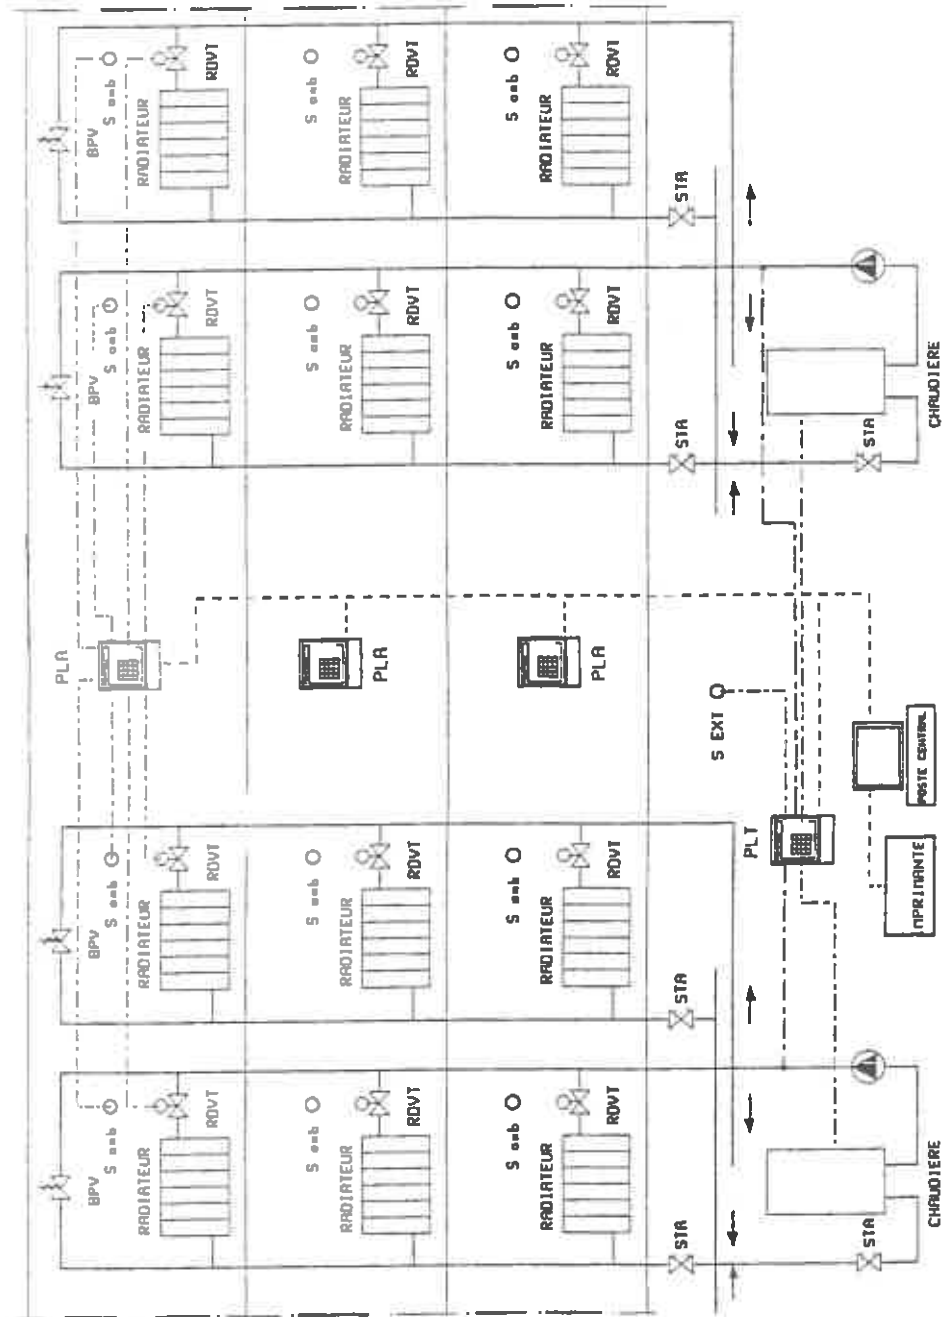 PLA
BPV
BPV
BPV
BPV
S amb
S amb
S amb
S amb
RADIATEUR
RADIATEUR
RADIATEUR
RADIATEUR
RDVT
RDVT
RDVT
RDVT
S amb
S amb
S amb
S amb
RADIATEUR
RADIATEUR
RADIATEUR
RADIATEUR
PLA
RDVT
RDVT
RDVT
RDVT
S amb
S amb
S amb
S amb
RADIATEUR
RADIATEUR
RADIATEUR
RADIATEUR
PLA
RDVT
RDVT
RDVT
RDVT
STA
STA
STA
STA
S EXT
PLT
STA
STA
IMPRIMANTE
POSTE CENTRAL
CHAUDIERE
CHAUDIERE